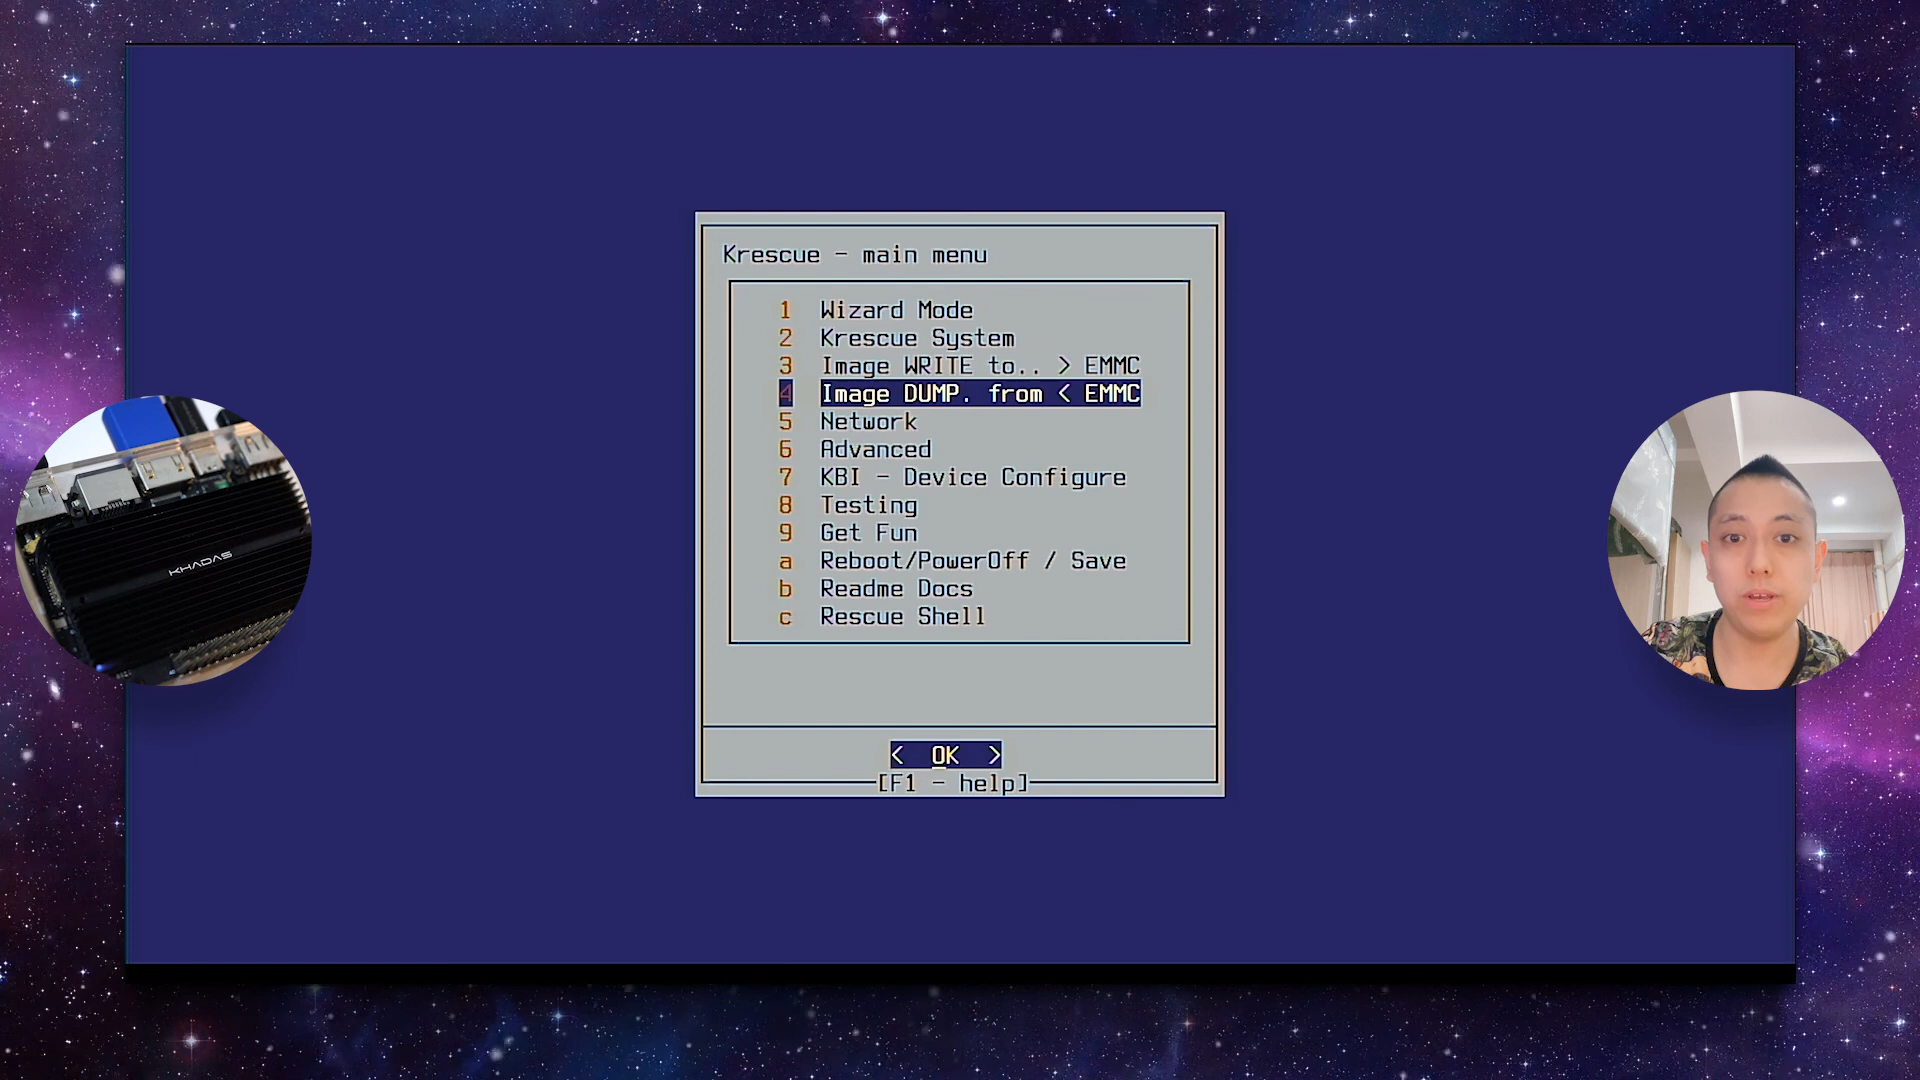 Krescue - main menu
1 Wizard Mode
2 Krescue System
3 Image WRITE to.. > EMMC
4 Image DUMP. from < EMMC
5 Network
6 Advanced
7 KBI - Device Configure
8 Testing
9 Get Fun
a Reboot/PowerOff / Save
b Readme Docs
c Rescue Shell
< OK >
[F1 - help]
KHADAS